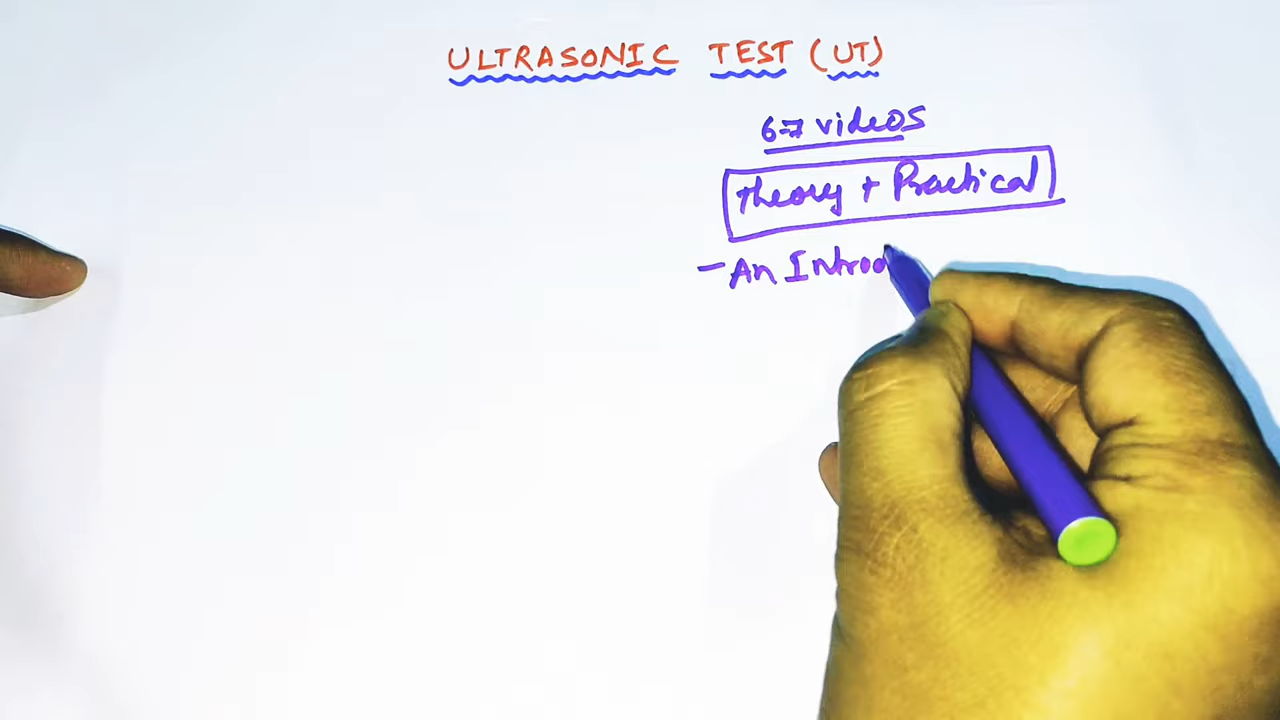 ULTRASONIC TEST (UT)
6-7 videos
Theory + Practical
- An Introd